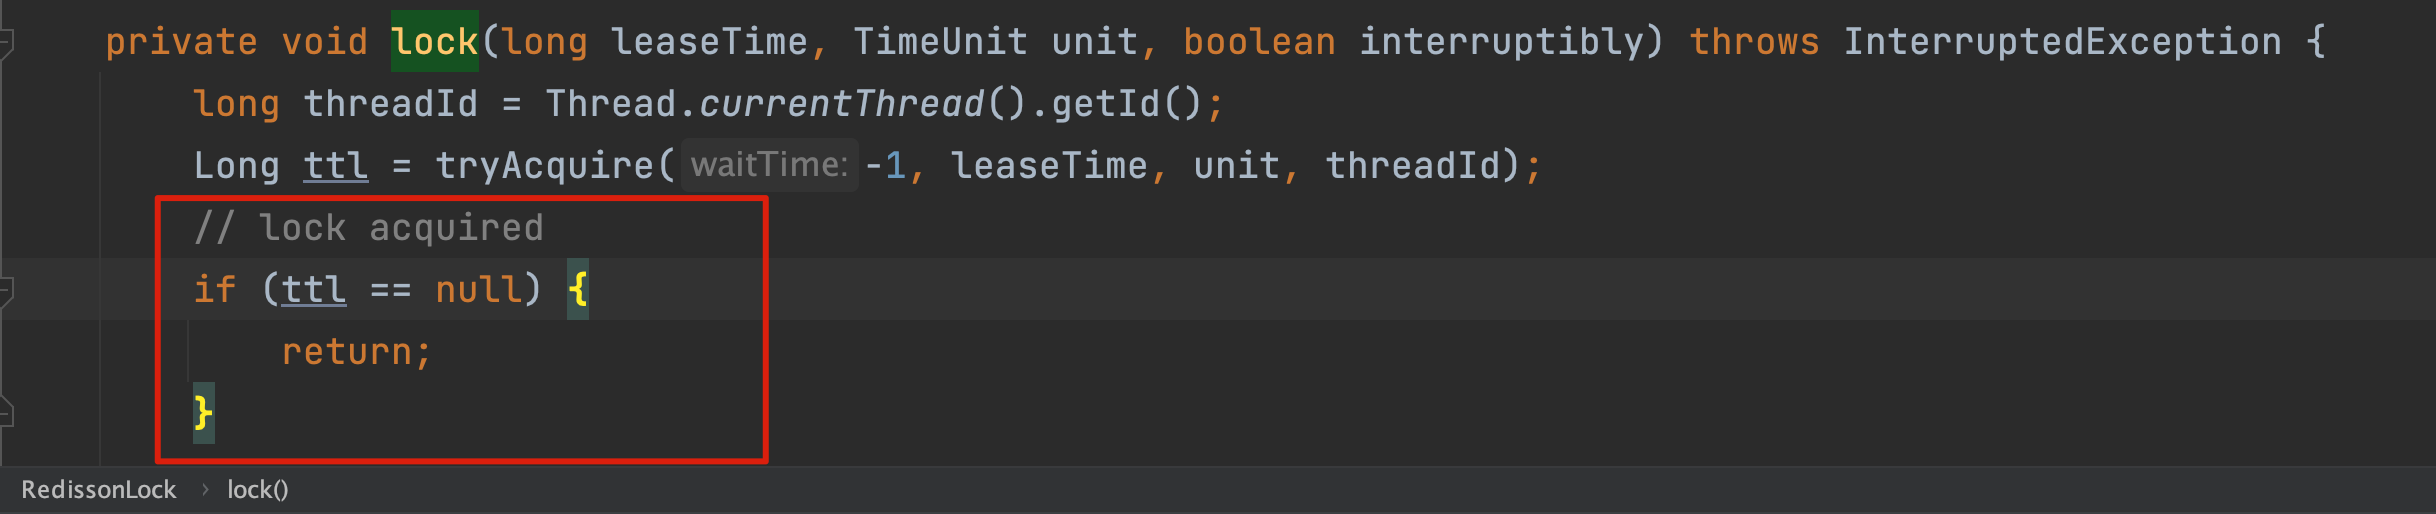 private void lock(long leaseTime, TimeUnit unit, boolean interruptibly) throws InterruptedException {
long threadId = Thread.currentThread().getId();
Long ttl = tryAcquire( waitTime: -1, leaseTime, unit, threadId);
// lock acquired
if (ttl == null) {
return;
}
RedissonLock › lock()